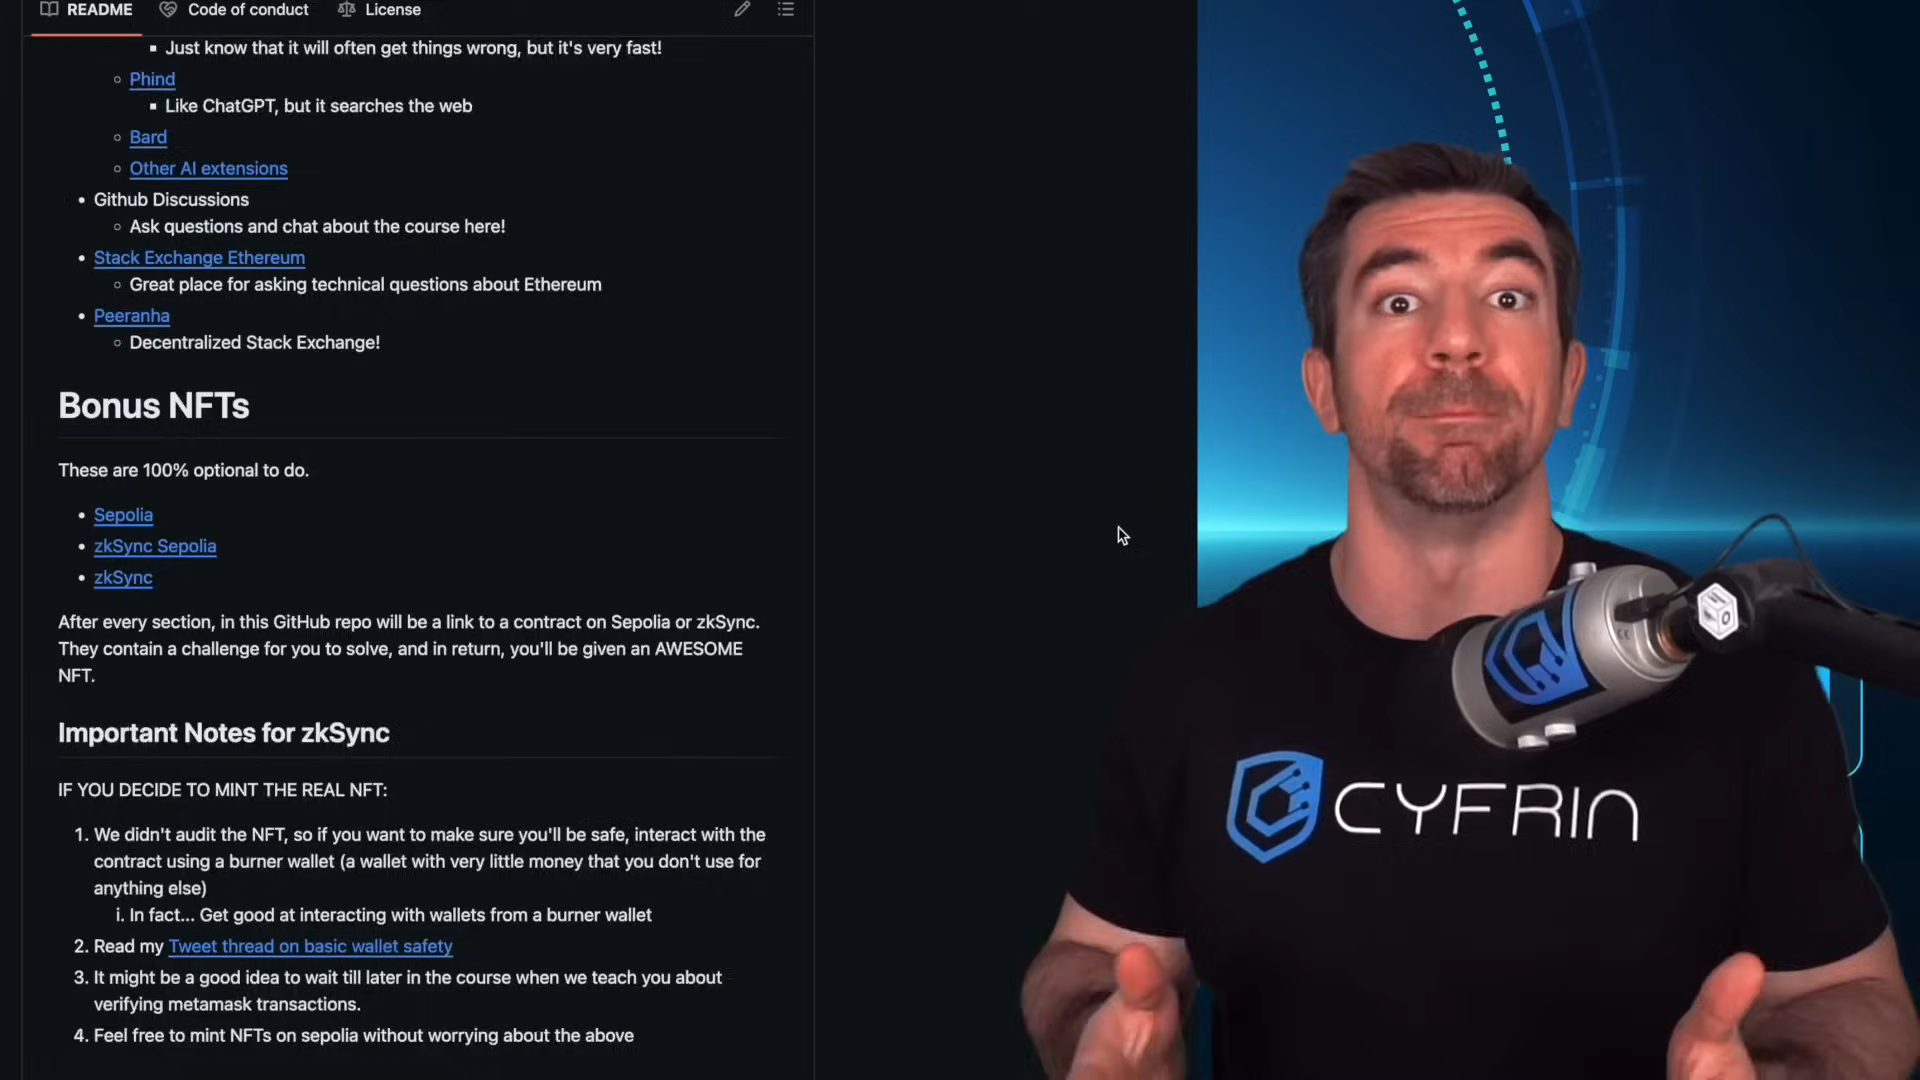 README
Code of conduct
License
Just know that it will often get things wrong, but it's very fast!
Phind
Like ChatGPT, but it searches the web
Bard
Other AI extensions
Github Discussions
Ask questions and chat about the course here!
Stack Exchange Ethereum
Great place for asking technical questions about Ethereum
Peeranha
Decentralized Stack Exchange!
Bonus NFTs
These are 100% optional to do.
Sepolia
zkSync Sepolia
zkSync
After every section, in this GitHub repo will be a link to a contract on Sepolia or zkSync.
They contain a challenge for you to solve, and in return, you'll be given an AWESOME
NFT.
Important Notes for zkSync
IF YOU DECIDE TO MINT THE REAL NFT:
1. We didn't audit the NFT, so if you want to make sure you'll be safe, interact with the
contract using a burner wallet (a wallet with very little money that you don't use for
anything else)
i. In fact... Get good at interacting with wallets from a burner wallet
2. Read my Tweet thread on basic wallet safety
3. It might be a good idea to wait till later in the course when we teach you about
verifying metamask transactions.
4. Feel free to mint NFTs on sepolia without worrying about the above
CYFRIN